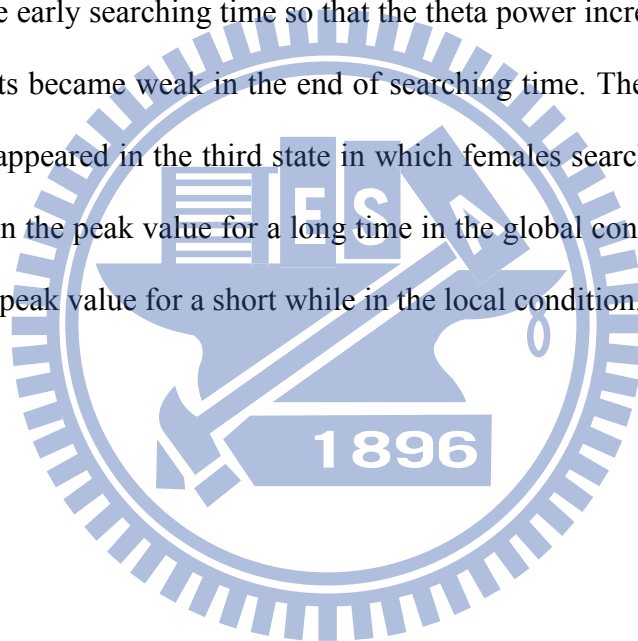 e early searching time so that the theta power incre
ts became weak in the end of searching time. The
appeared in the third state in which females search
n the peak value for a long time in the global con
peak value for a short while in the local condition.
E S A
1896